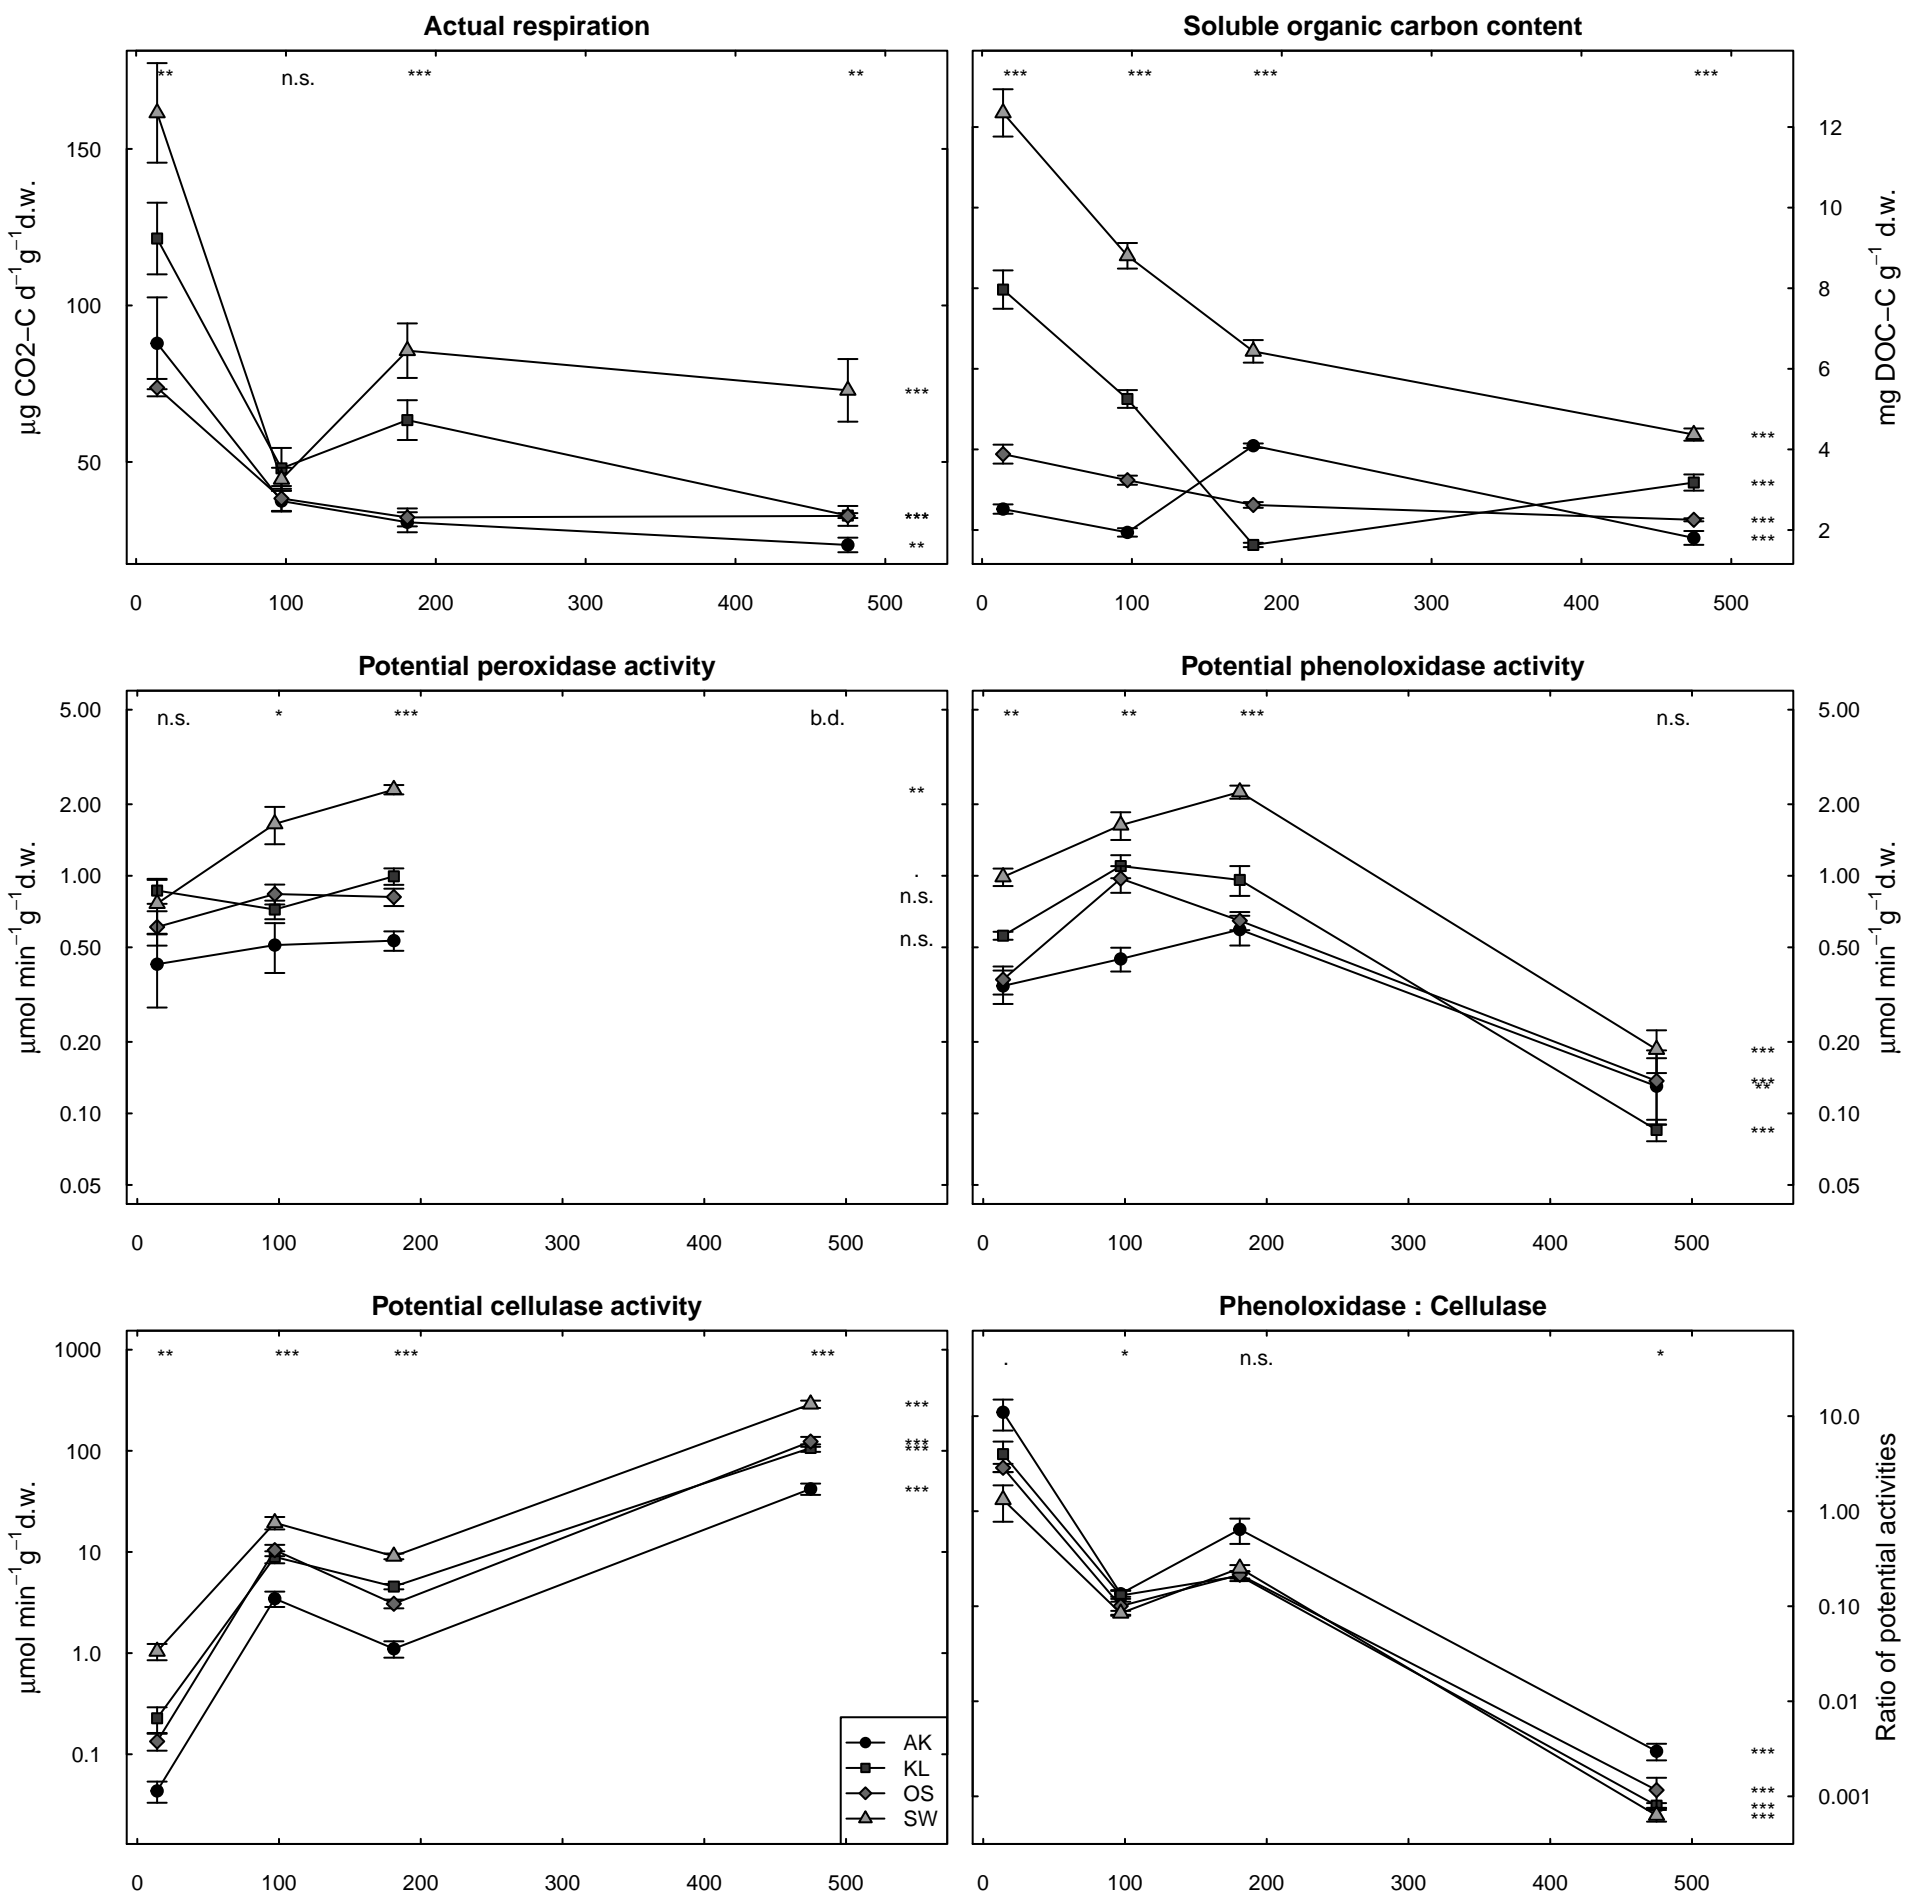 Actual respiration
Soluble organic carbon content
** n.s. *** **
*** *** *** ***
150
100
50
12
10
8
6
4
2
µg CO2–C d⁻¹g⁻¹d.w.
mg DOC–C g⁻¹ d.w.
***
***
**
***
***
***
***
0 100 200 300 400 500
0 100 200 300 400 500
Potential peroxidase activity
Potential phenoloxidase activity
n.s. * *** b.d.
** ** *** n.s.
5.00
2.00
1.00
0.50
0.20
0.10
0.05
5.00
2.00
1.00
0.50
0.20
0.10
0.05
µmol min⁻¹g⁻¹d.w.
µmol min⁻¹g⁻¹d.w.
**
.
n.s.
n.s.
***
***
**
***
0 100 200 300 400 500
0 100 200 300 400 500
Potential cellulase activity
Phenoloxidase : Cellulase
** *** *** ***
. * n.s. *
1000
100
10
1.0
0.1
10.0
1.00
0.10
0.01
0.001
µmol min⁻¹g⁻¹d.w.
Ratio of potential activities
***
***
***
***
***
***
***
***
AK
KL
OS
SW
0 100 200 300 400 500
0 100 200 300 400 500